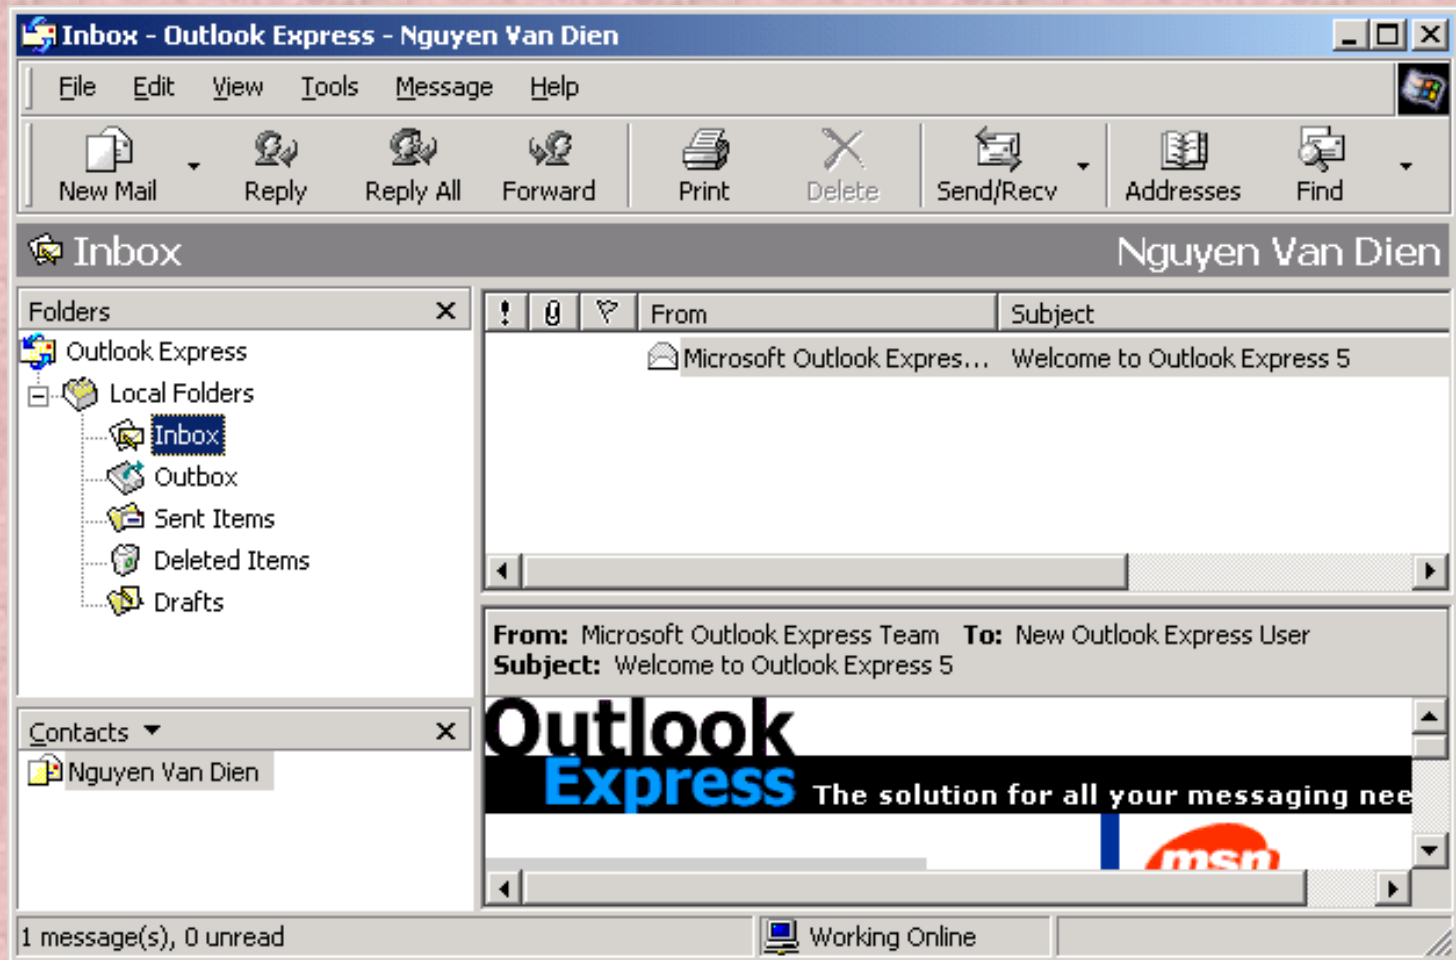 Inbox - Outlook Express - Nguyen Van Dien
File Edit View Tools Message Help
New Mail Reply Reply All Forward Print Delete Send/Recv Addresses Find
Inbox Nguyen Van Dien
Folders
Outlook Express
Local Folders
Inbox
Outbox
Sent Items
Deleted Items
Drafts
Contacts
Nguyen Van Dien
! From Subject
Microsoft Outlook Expres... Welcome to Outlook Express 5
From: Microsoft Outlook Express Team To: New Outlook Express User
Subject: Welcome to Outlook Express 5
Outlook
Express The solution for all your messaging nee
msn
1 message(s), 0 unread Working Online